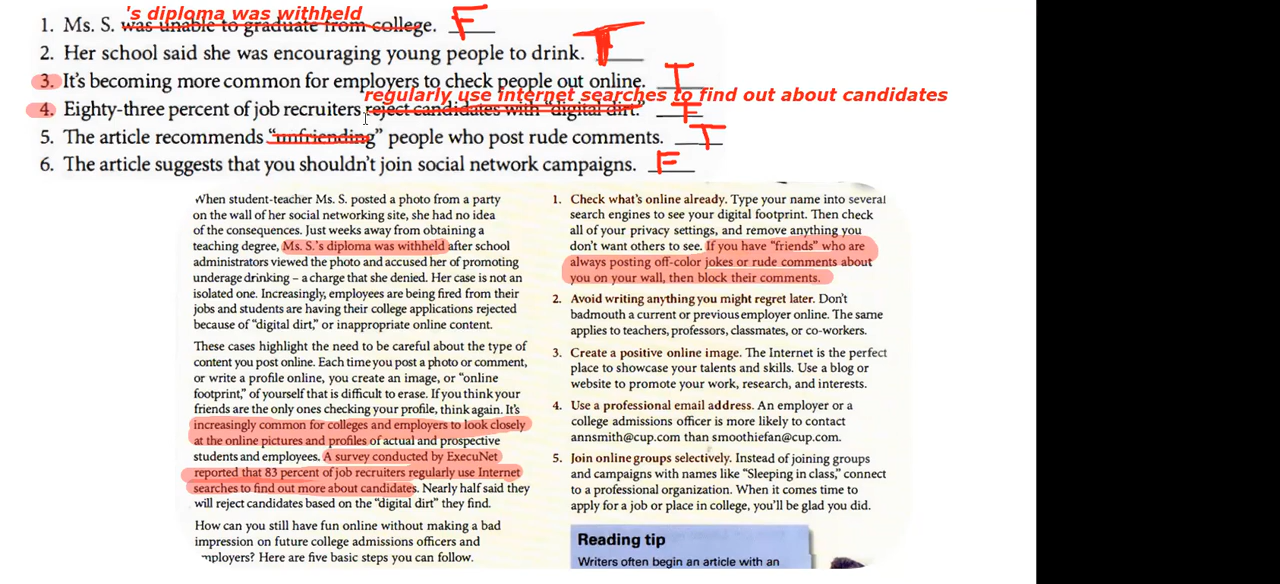 's diploma was withheld
1. Ms. S. was unable to graduate from college. F
2. Her school said she was encouraging young people to drink. T
3. It's becoming more common for employers to check people out online. T
regularly use internet searches to find out about candidates
4. Eighty-three percent of job recruiters reject candidates with "digital dirt." F
5. The article recommends "unfriending" people who post rude comments. T
6. The article suggests that you shouldn't join social network campaigns. F
When student-teacher Ms. S. posted a photo from a party
on the wall of her social networking site, she had no idea
of the consequences. Just weeks away from obtaining a
teaching degree, Ms. S.'s diploma was withheld after school
administrators viewed the photo and accused her of promoting
underage drinking – a charge that she denied. Her case is not an
isolated one. Increasingly, employees are being fired from their
jobs and students are having their college applications rejected
because of "digital dirt," or inappropriate online content.
These cases highlight the need to be careful about the type of
content you post online. Each time you post a photo or comment,
or write a profile online, you create an image, or "online
footprint," of yourself that is difficult to erase. If you think your
friends are the only ones checking your profile, think again. It's
increasingly common for colleges and employers to look closely
at the online pictures and profiles of actual and prospective
students and employees. A survey conducted by ExecuNet
reported that 83 percent of job recruiters regularly use Internet
searches to find out more about candidates. Nearly half said they
will reject candidates based on the "digital dirt" they find.
How can you still have fun online without making a bad
impression on future college admissions officers and
mployers? Here are five basic steps you can follow.
1. Check what's online already. Type your name into several
search engines to see your digital footprint. Then check
all of your privacy settings, and remove anything you
don't want others to see. If you have "friends" who are
always posting off-color jokes or rude comments about
you on your wall, then block their comments.
2. Avoid writing anything you might regret later. Don't
badmouth a current or previous employer online. The same
applies to teachers, professors, classmates, or co-workers.
3. Create a positive online image. The Internet is the perfect
place to showcase your talents and skills. Use a blog or
website to promote your work, research, and interests.
4. Use a professional email address. An employer or a
college admissions officer is more likely to contact
annsmith@cup.com than smoothiefan@cup.com.
5. Join online groups selectively. Instead of joining groups
and campaigns with names like "Sleeping in class," connect
to a professional organization. When it comes time to
apply for a job or place in college, you'll be glad you did.
Reading tip
Writers often begin an article with an